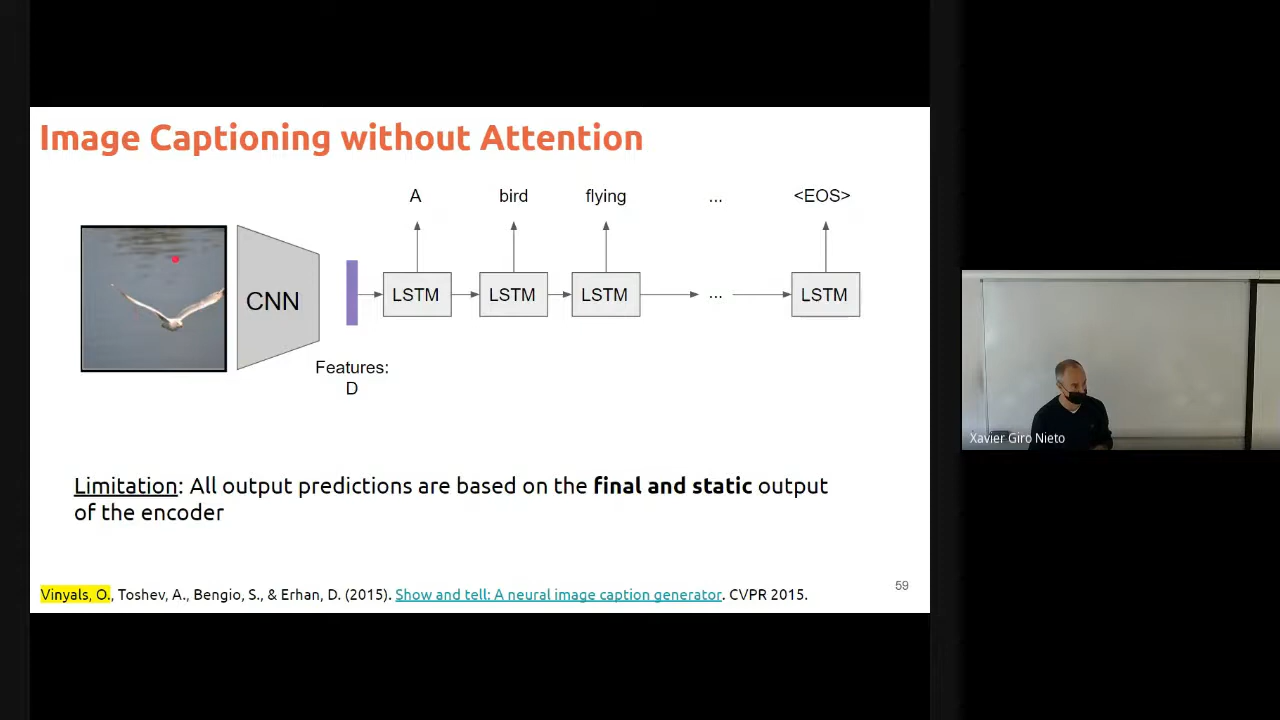 Image Captioning without Attention
A bird flying ... <EOS>
CNN LSTM LSTM LSTM ... LSTM
Features:
D
Limitation: All output predictions are based on the final and static output
of the encoder
Vinyals, O., Toshev, A., Bengio, S., & Erhan, D. (2015). Show and tell: A neural image caption generator. CVPR 2015.
59
Xavier Giro Nieto